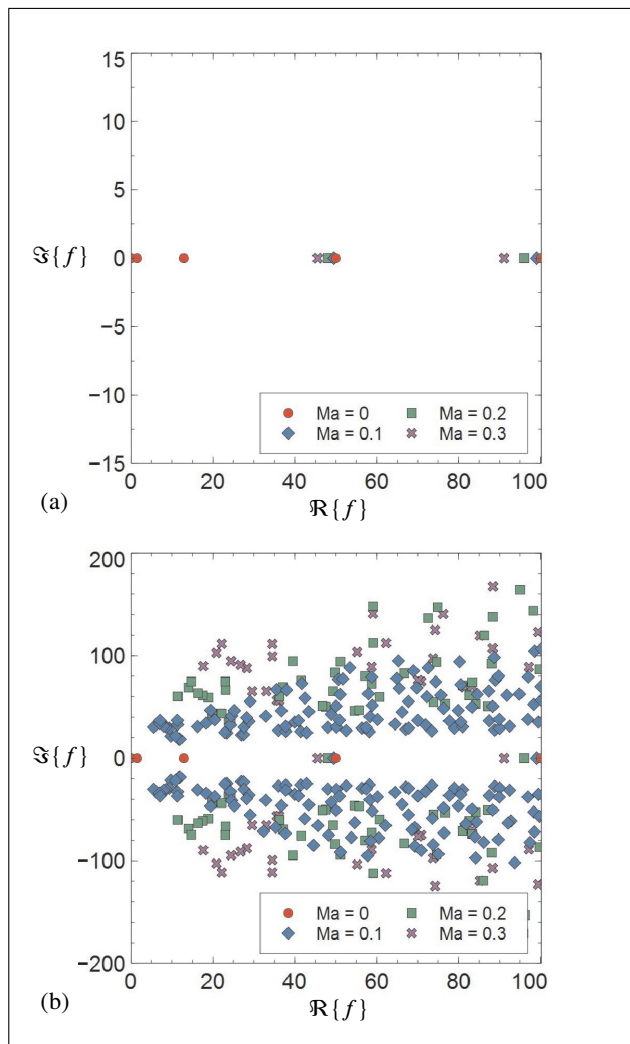 15
10
5
ℑ{f} 0
−5
−10
−15
Ma = 0 Ma = 0.2
Ma = 0.1 Ma = 0.3
0 20 40 60 80 100
(a) ℜ{f}
200
100
ℑ{f} 0
−100
−200
Ma = 0 Ma = 0.2
Ma = 0.1 Ma = 0.3
0 20 40 60 80 100
(b) ℜ{f}